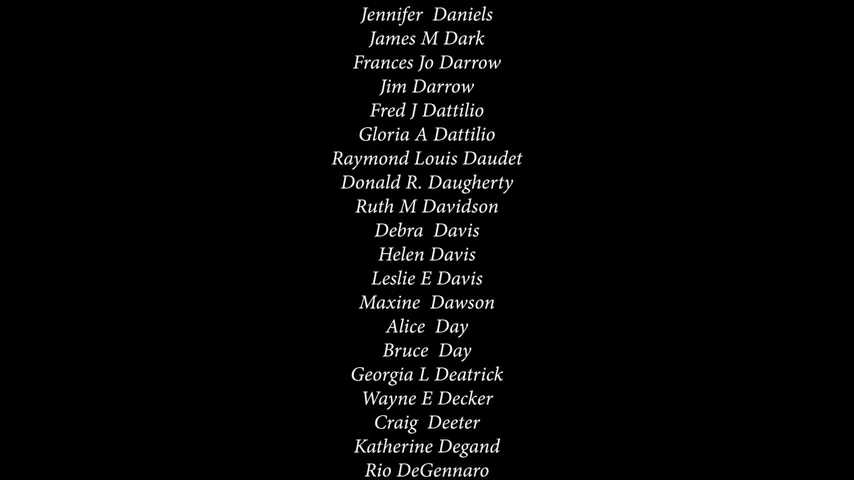 Jennifer  Daniels
James M Dark
Frances Jo Darrow
Jim Darrow
Fred J Dattilio
Gloria A Dattilio
Raymond Louis Daudet
Donald R. Daugherty
Ruth M Davidson
Debra  Davis
Helen Davis
Leslie E Davis
Maxine  Dawson
Alice  Day
Bruce  Day
Georgia L Deatrick
Wayne E Decker
Craig  Deeter
Katherine Degand
Rio DeGennaro